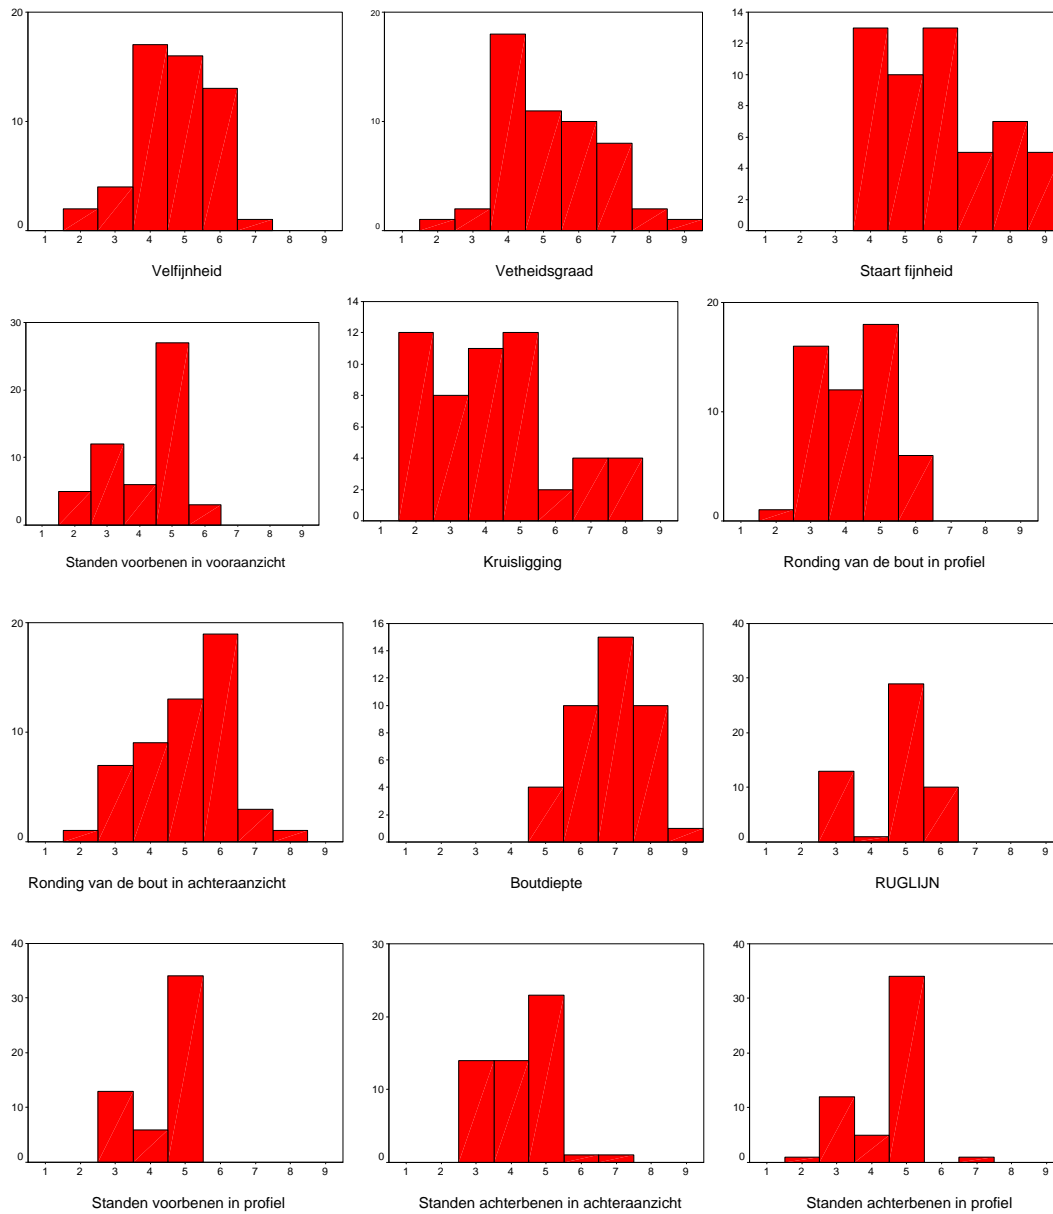 20
10
0
1 2 3 4 5 6 7 8 9
Velfijnheid
20
10
0
1 2 3 4 5 6 7 8 9
Vetheidsgraad
14
12
10
8
6
4
2
0
1 2 3 4 5 6 7 8 9
Staart fijnheid
30
20
10
0
1 2 3 4 5 6 7 8 9
Standen voorbenen in vooraanzicht
14
12
10
8
6
4
2
0
1 2 3 4 5 6 7 8 9
Kruisligging
20
10
0
1 2 3 4 5 6 7 8 9
Ronding van de bout in profiel
20
10
0
1 2 3 4 5 6 7 8 9
Ronding van de bout in achteraanzicht
16
14
12
10
8
6
4
2
0
1 2 3 4 5 6 7 8 9
Boutdiepte
40
30
20
10
0
1 2 3 4 5 6 7 8 9
RUGLIJN
40
30
20
10
0
1 2 3 4 5 6 7 8 9
Standen voorbenen in profiel
30
20
10
0
1 2 3 4 5 6 7 8 9
Standen achterbenen in achteraanzicht
40
30
20
10
0
1 2 3 4 5 6 7 8 9
Standen achterbenen in profiel